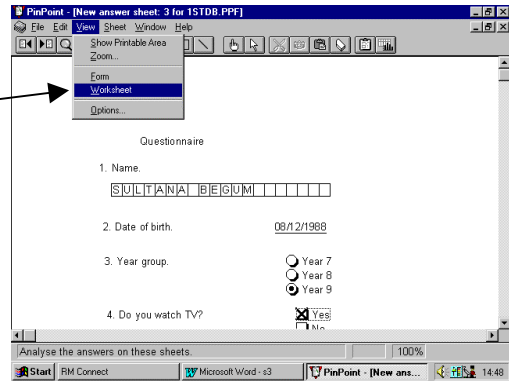 PinPoint - [New answer sheet: 3 for 1STDB.PPF]
File Edit View Sheet Window Help
Show Printable Area
Zoom...
Form
Worksheet
Options...
Questionnaire
1. Name.
SULTANA BEGUM
2. Date of birth. 08/12/1988
3. Year group. Year 7
Year 8
Year 9
4. Do you watch TV? Yes
No
Analyse the answers on these sheets. 100%
Start RM Connect Microsoft Word - s3 PinPoint - [New ans... 14:48